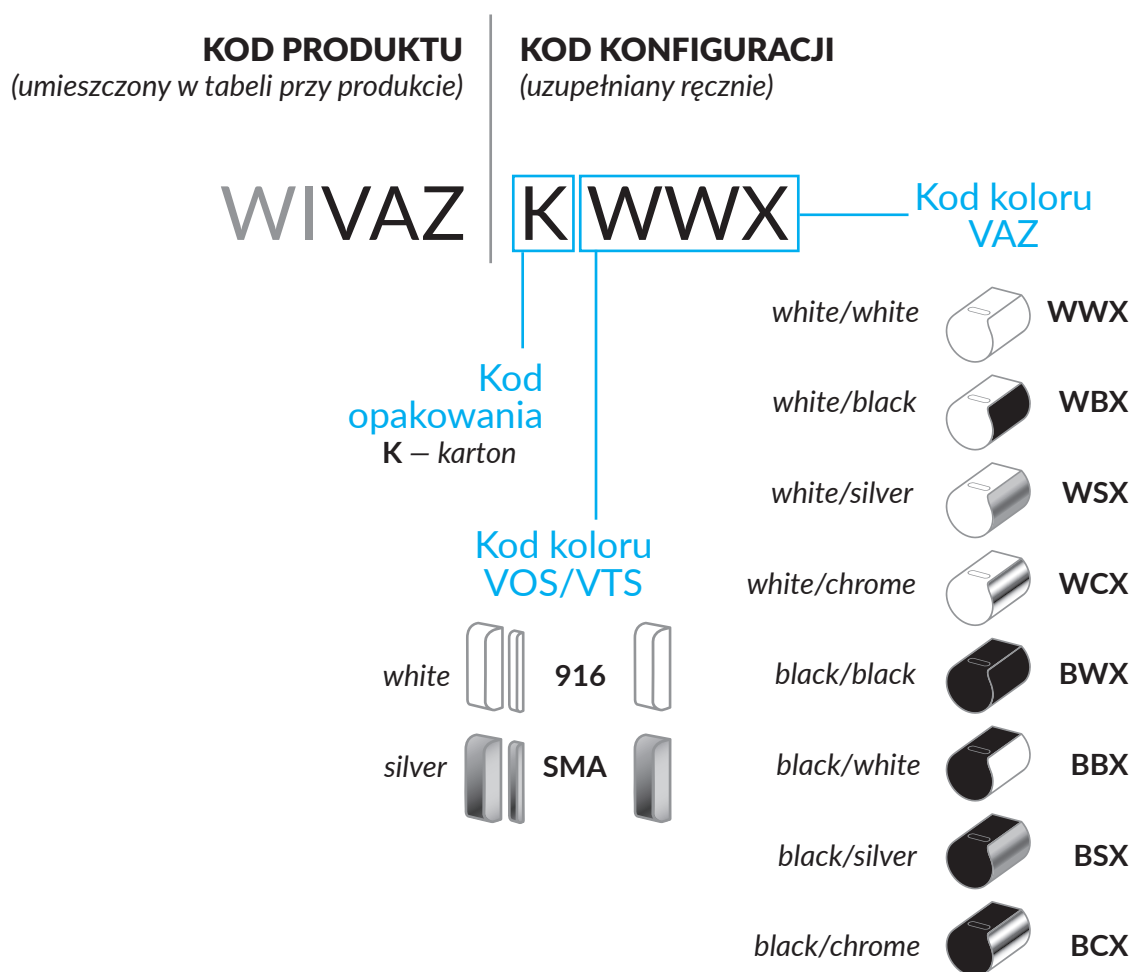 KOD PRODUKTU
(umieszczony w tabeli przy produkcie)
KOD KONFIGURACJI
(uzupełniany ręcznie)
WIVAZ K WWX
Kod koloru
VAZ
Kod
opakowania
K — karton
Kod koloru
VOS/VTS
white 916
silver SMA
white/white WWX
white/black WBX
white/silver WSX
white/chrome WCX
black/black BWX
black/white BBX
black/silver BSX
black/chrome BCX